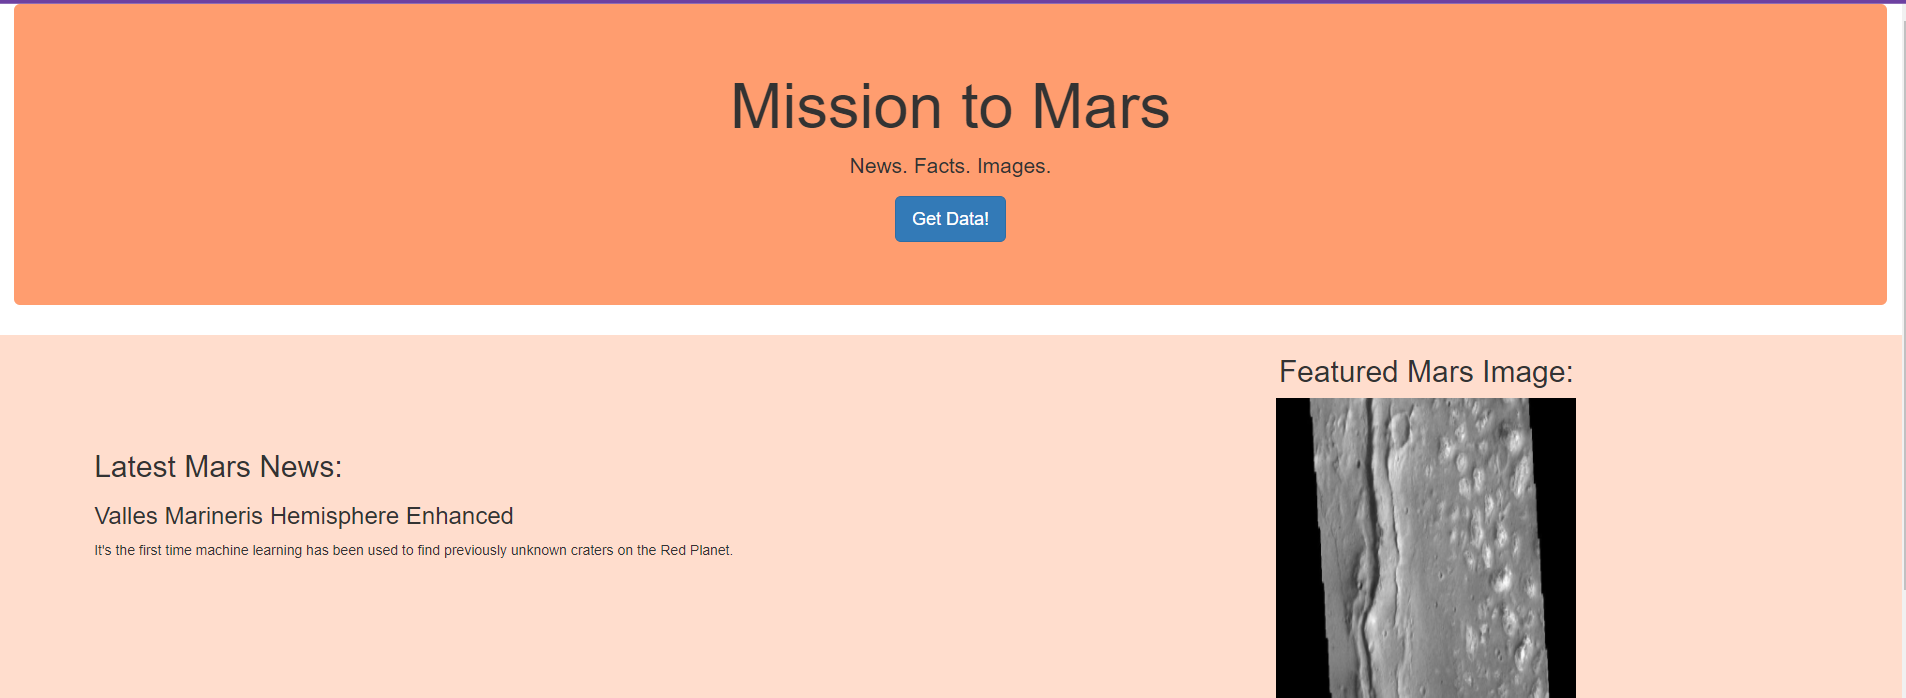 Mission to Mars
News. Facts. Images.
Get Data!
Latest Mars News:
Valles Marineris Hemisphere Enhanced
It's the first time machine learning has been used to find previously unknown craters on the Red Planet.
Featured Mars Image: